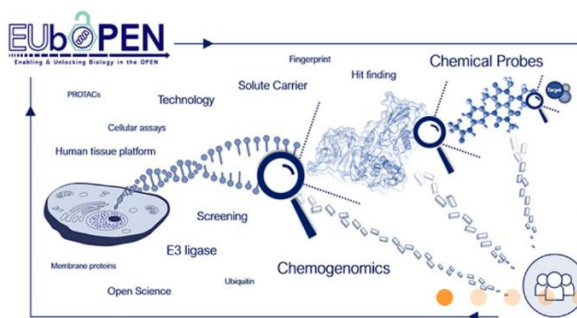 EUbOPEN
Enabling & Unlocking Biology in the OPEN
Fingerprint
Chemical Probes
Solute Carrier
Hit finding
PROTACs
Technology
Target
Cellular assays
Human tissue platform
Screening
E3 ligase
Membrane proteins
Chemogenomics
Open Science
Ubiquitin